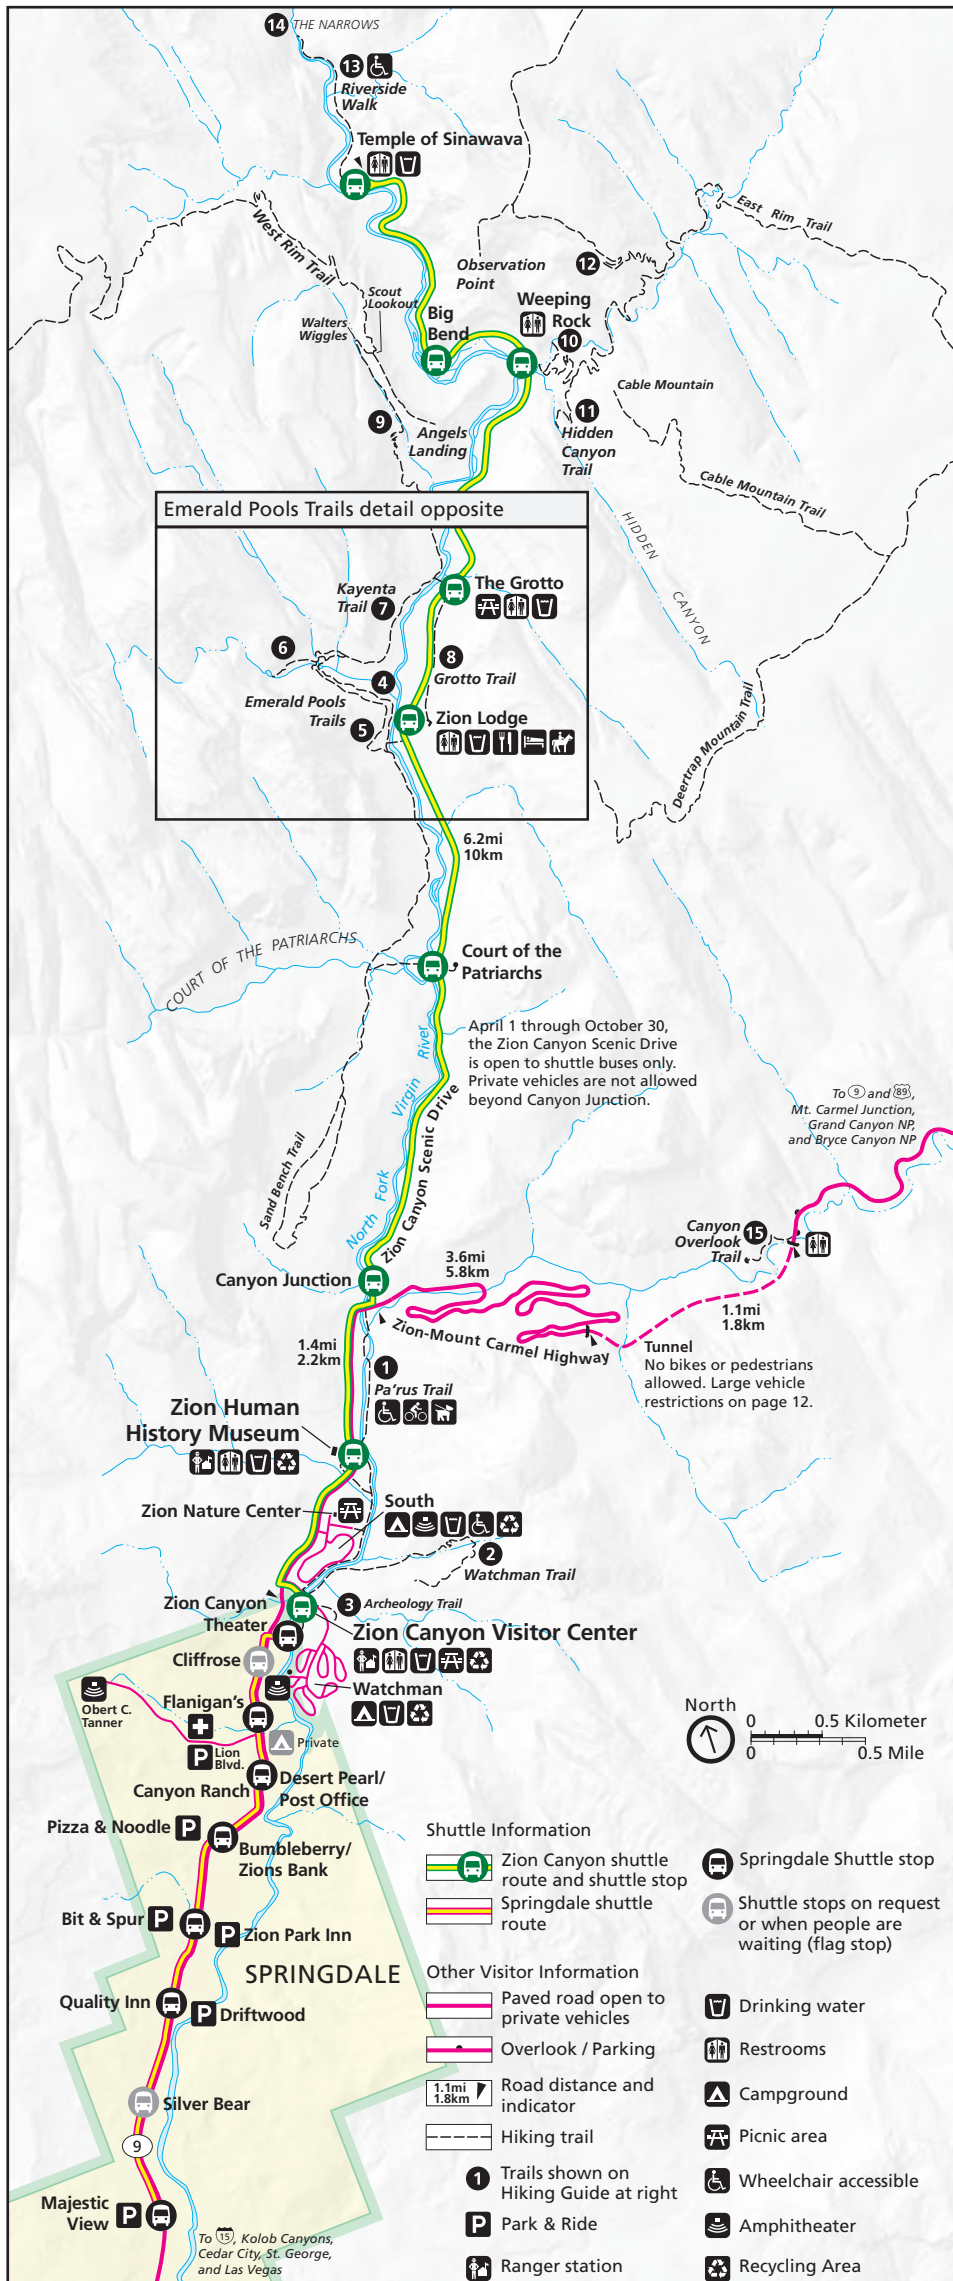 14 THE NARROWS
13
Riverside
Walk
Temple of Sinawava
West Rim Trail
East Rim Trail
Observation
Point
12
Scout
Lookout
Walters
Wiggles
Big
Bend
Weeping
Rock
10
Cable Mountain
9
Angels
Landing
11
Hidden
Canyon
Trail
Cable Mountain Trail
Emerald Pools Trails detail opposite
HIDDEN CANYON
Kayenta
Trail 7
The Grotto
6
8
Grotto Trail
4
Emerald Pools
Trails
5
Zion Lodge
Deertrap Mountain Trail
6.2mi
10km
COURT OF THE PATRIARCHS
Court of the
Patriarchs
April 1 through October 30,
the Zion Canyon Scenic Drive
is open to shuttle buses only.
Private vehicles are not allowed
beyond Canyon Junction.
North Fork Virgin River
Zion Canyon Scenic Drive
Sand Bench Trail
To 9 and 89,
Mt. Carmel Junction,
Grand Canyon NP,
and Bryce Canyon NP
Canyon
Overlook
Trail
15
Canyon Junction
3.6mi
5.8km
1.1mi
1.8km
Zion-Mount Carmel Highway
Tunnel
No bikes or pedestrians
allowed. Large vehicle
restrictions on page 12.
1.4mi
2.2km
1
Pa'rus Trail
Zion Human
History Museum
Zion Nature Center
South
2
Watchman Trail
Zion Canyon
Theater
3 Archeology Trail
Zion Canyon Visitor Center
Cliffrose
Watchman
Obert C.
Tanner
Flanigan's
P Lion
Blvd.
Private
Canyon Ranch
Desert Pearl/
Post Office
Pizza & Noodle P
Bumbleberry/
Zions Bank
Bit & Spur P
P Zion Park Inn
SPRINGDALE
Quality Inn
P Driftwood
Silver Bear
9
Majestic
View
P
To 15, Kolob Canyons,
Cedar City, St. George,
and Las Vegas
North
0 0.5 Kilometer
0 0.5 Mile
Shuttle Information
Zion Canyon shuttle
route and shuttle stop
Springdale shuttle
route
Springdale Shuttle stop
Shuttle stops on request
or when people are
waiting (flag stop)
Other Visitor Information
Paved road open to
private vehicles
Overlook / Parking
1.1mi
1.8km
Road distance and
indicator
Hiking trail
1 Trails shown on
Hiking Guide at right
P Park & Ride
Ranger station
Drinking water
Restrooms
Campground
Picnic area
Wheelchair accessible
Amphitheater
Recycling Area